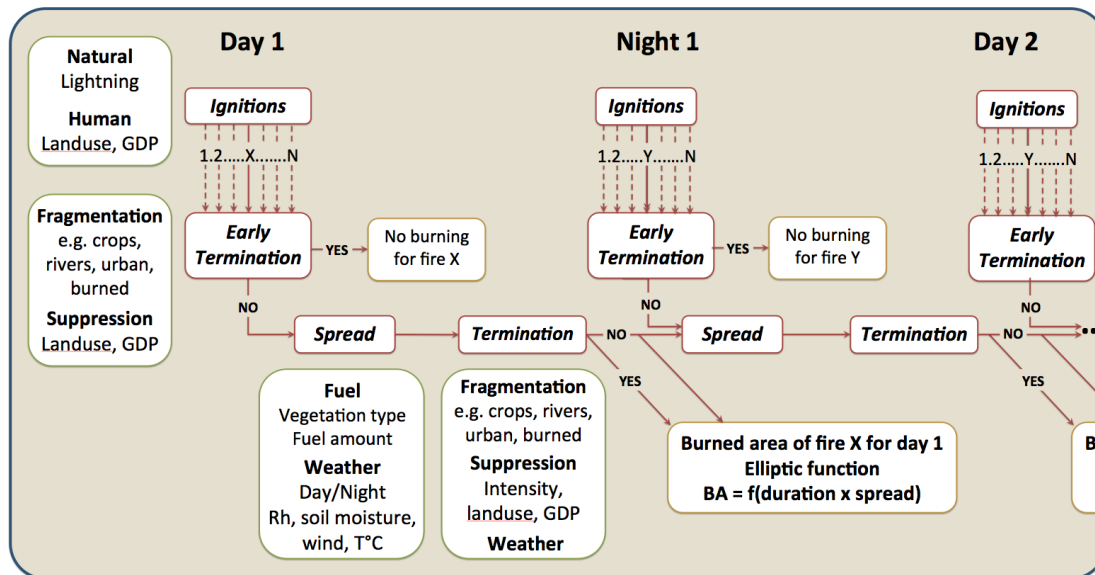 Day 1
Night 1
Day 2
Natural
Lightning
Human
Landuse, GDP
Ignitions
1.2.....X.......N
Ignitions
1.2.....Y.......N
Ignitions
1.2.....Y.......N
Fragmentation
e.g. crops,
rivers, urban,
burned
Suppression
Landuse, GDP
Early
Termination
YES
No burning
for fire X
Early
Termination
YES
No burning
for fire Y
Early
Termination
NO
NO
NO
Spread
Termination
NO
Spread
Termination
NO
..
YES
YES
Fuel
Vegetation type
Fuel amount
Weather
Day/Night
Rh, soil moisture,
wind, T°C
Fragmentation
e.g. crops, rivers,
urban, burned
Suppression
Intensity,
landuse, GDP
Weather
Burned area of fire X for day 1
Elliptic function
BA = f(duration x spread)
B